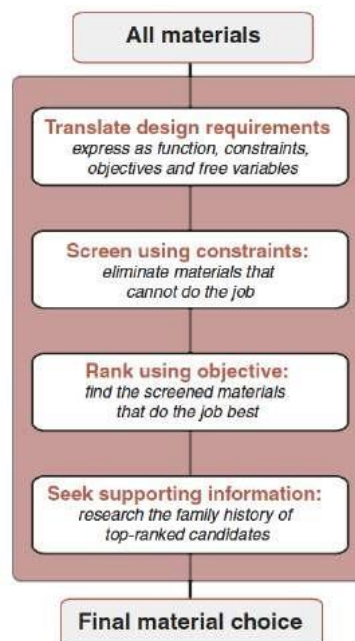 All materials
Translate design requirements
express as function, constraints,
objectives and free variables
Screen using constraints:
eliminate materials that
cannot do the job
Rank using objective:
find the screened materials
that do the job best
Seek supporting information:
research the family history of
top-ranked candidates
Final material choice